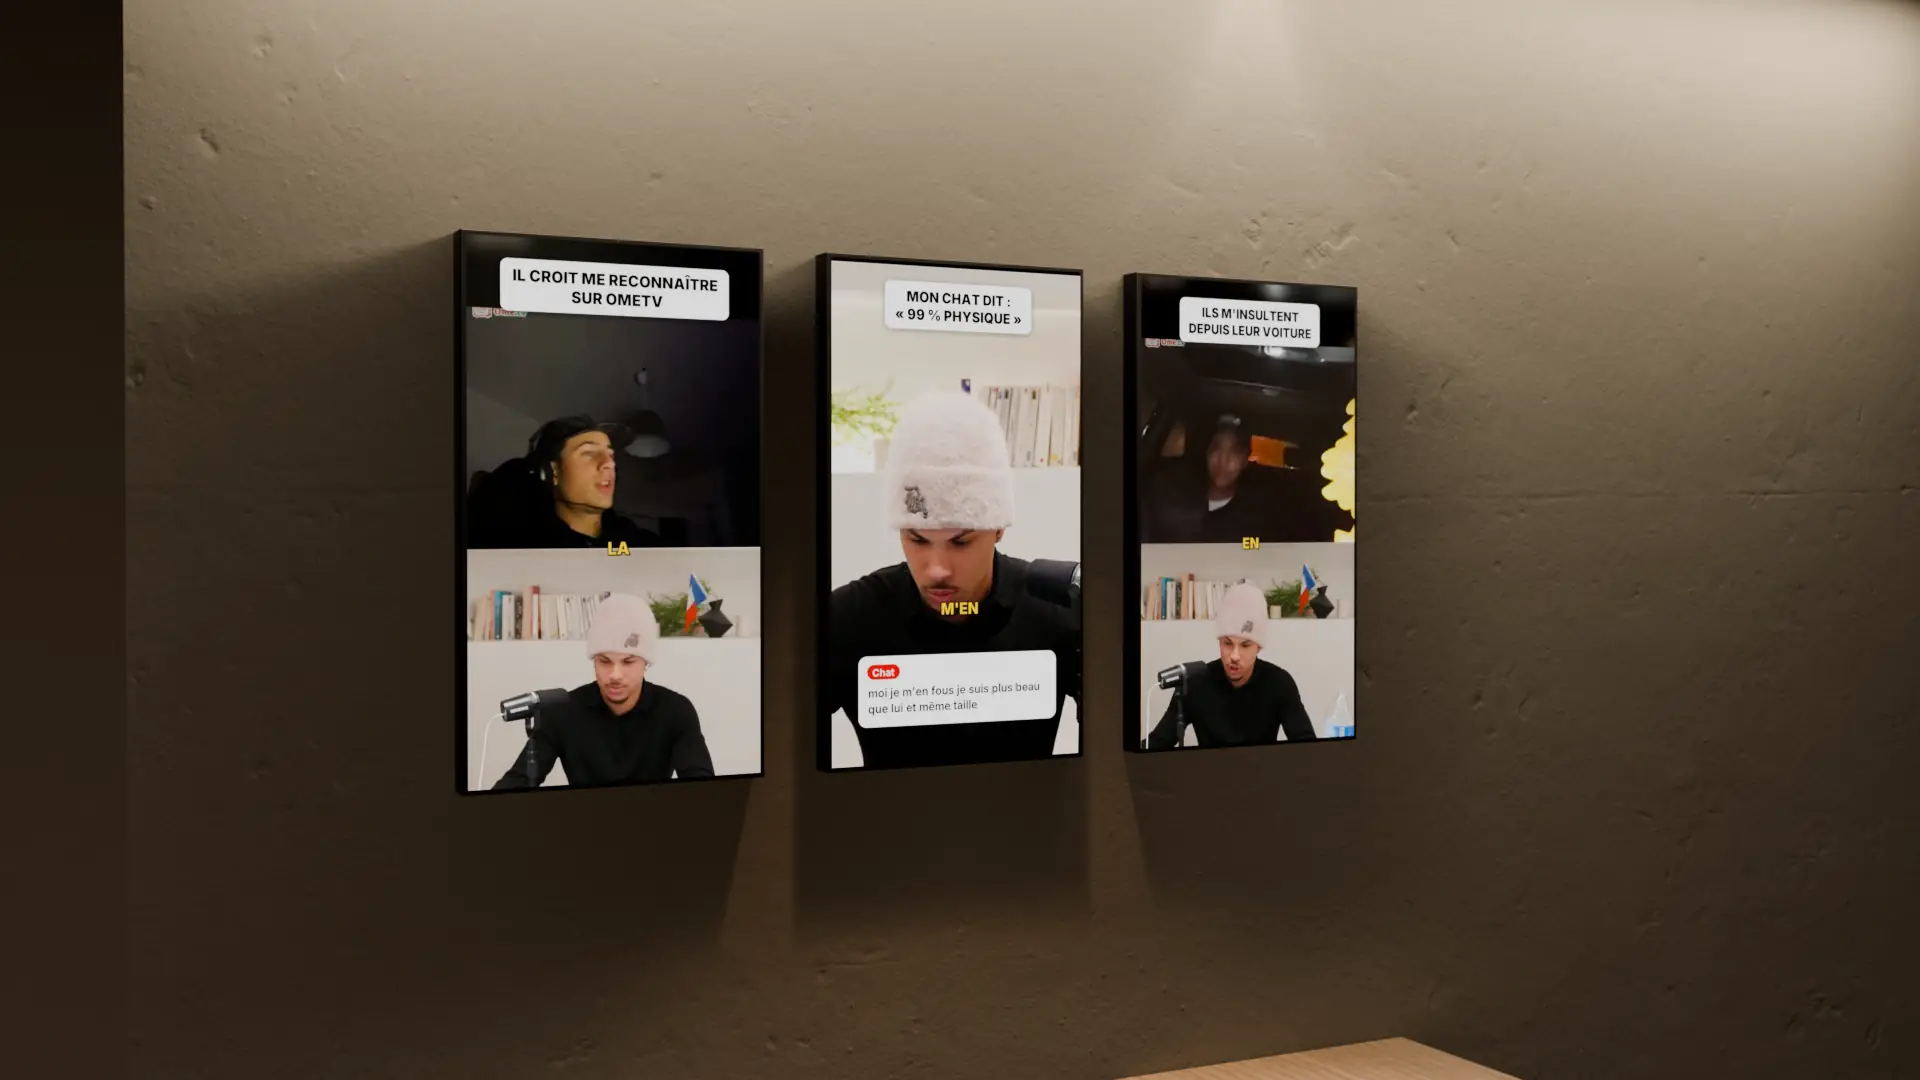 IL CROIT ME RECONNAÎTRE
SUR OMETV
LA
MON CHAT DIT :
« 99 % PHYSIQUE »
M'EN
Chat
moi je m'en fous je suis plus beau
que lui et même taille
ILS M'INSULTENT
DEPUIS LEUR VOITURE
EN